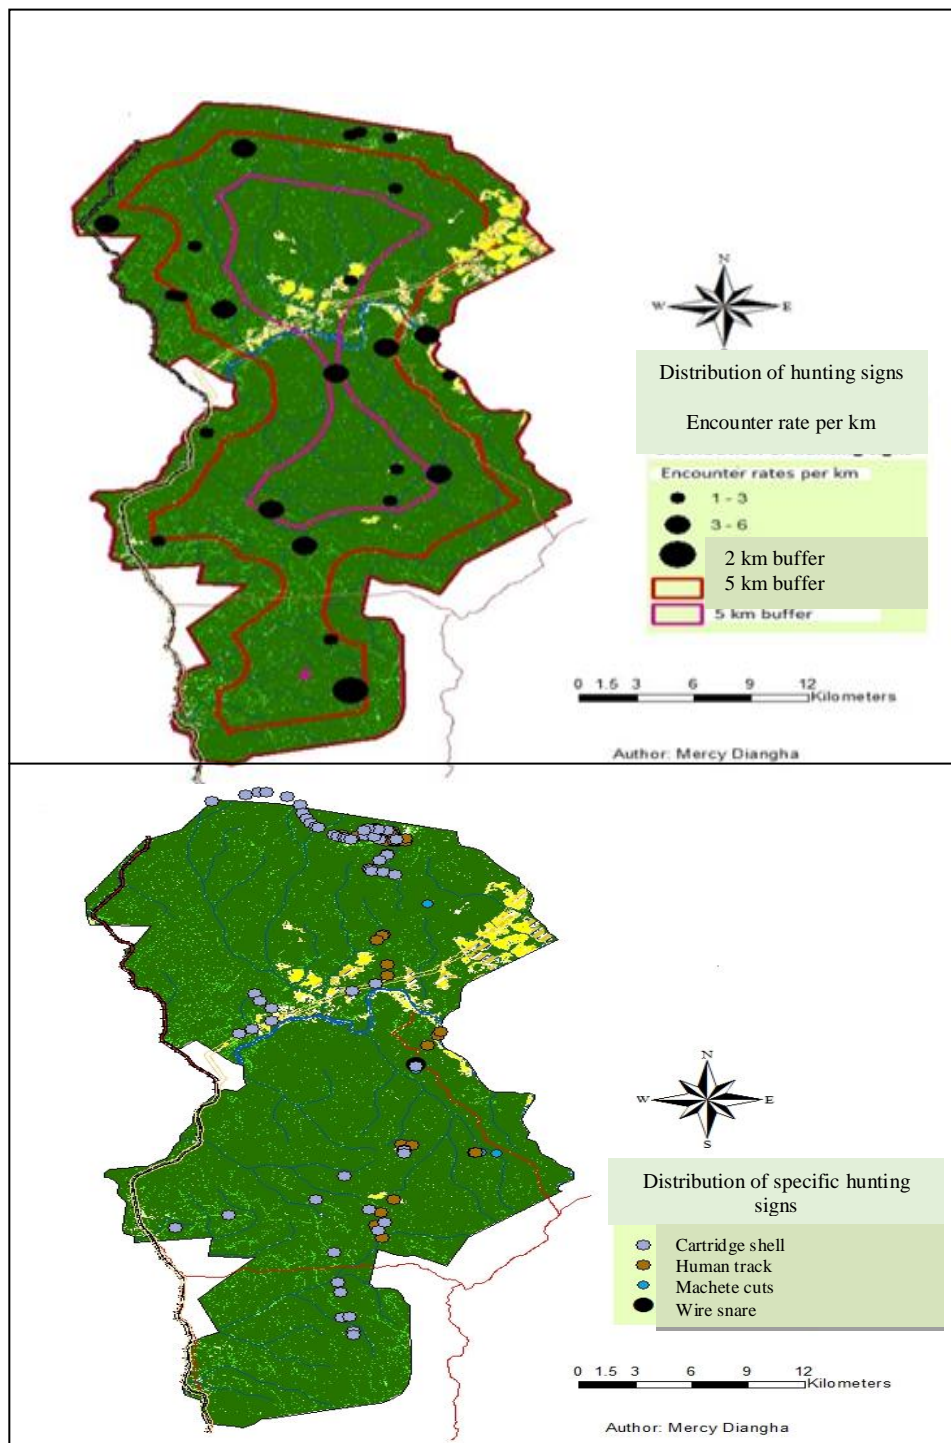 N
W E
Distribution of hunting signs
Encounter rate per km
Encounter rates per km
1 - 3
3 - 6
2 km buffer
5 km buffer
5 km buffer
0 1.5 3 6 9 12
Kilometers
Author: Mercy Diangha
N
W E
S
Distribution of specific hunting
signs
Cartridge shell
Human track
Machete cuts
Wire snare
0 1.5 3 6 9 12
Kilometers
Author: Mercy Diangha